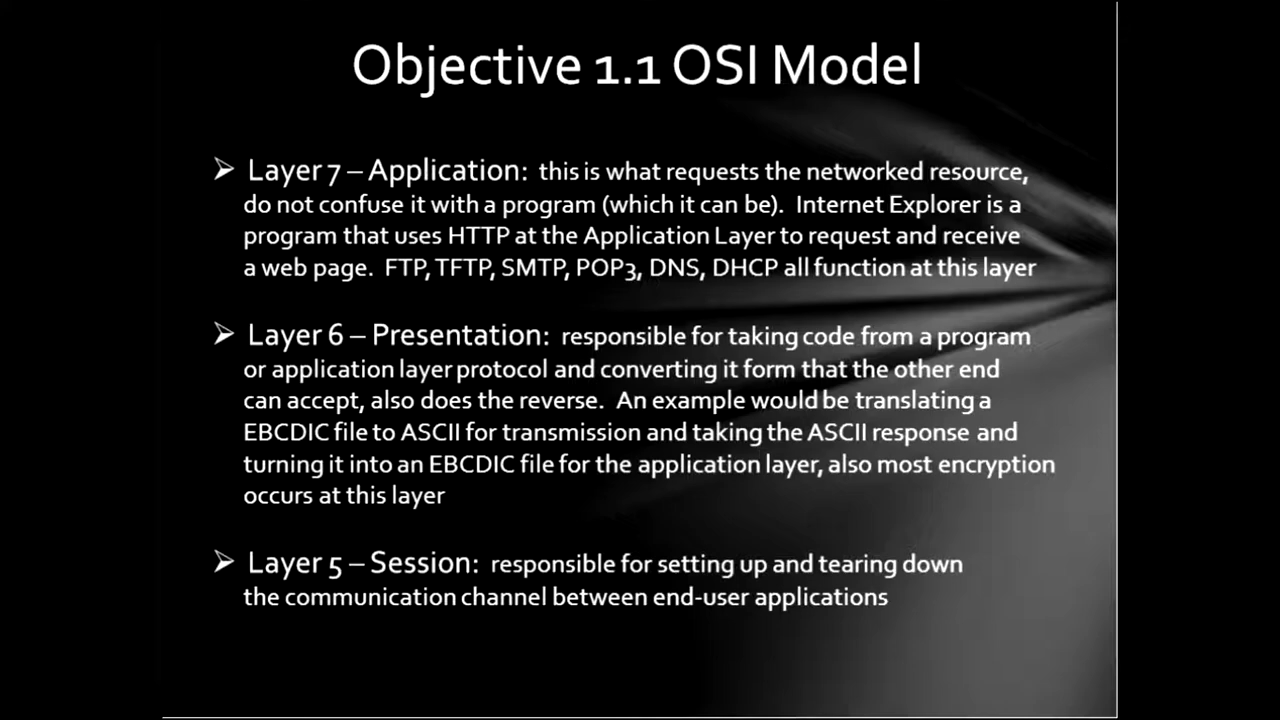 Objective 1.1 OSI Model
➢ Layer 7 – Application: this is what requests the networked resource,
do not confuse it with a program (which it can be). Internet Explorer is a
program that uses HTTP at the Application Layer to request and receive
a web page. FTP, TFTP, SMTP, POP3, DNS, DHCP all function at this layer
➢ Layer 6 – Presentation: responsible for taking code from a program
or application layer protocol and converting it form that the other end
can accept, also does the reverse. An example would be translating a
EBCDIC file to ASCII for transmission and taking the ASCII response and
turning it into an EBCDIC file for the application layer, also most encryption
occurs at this layer
➢ Layer 5 – Session: responsible for setting up and tearing down
the communication channel between end-user applications